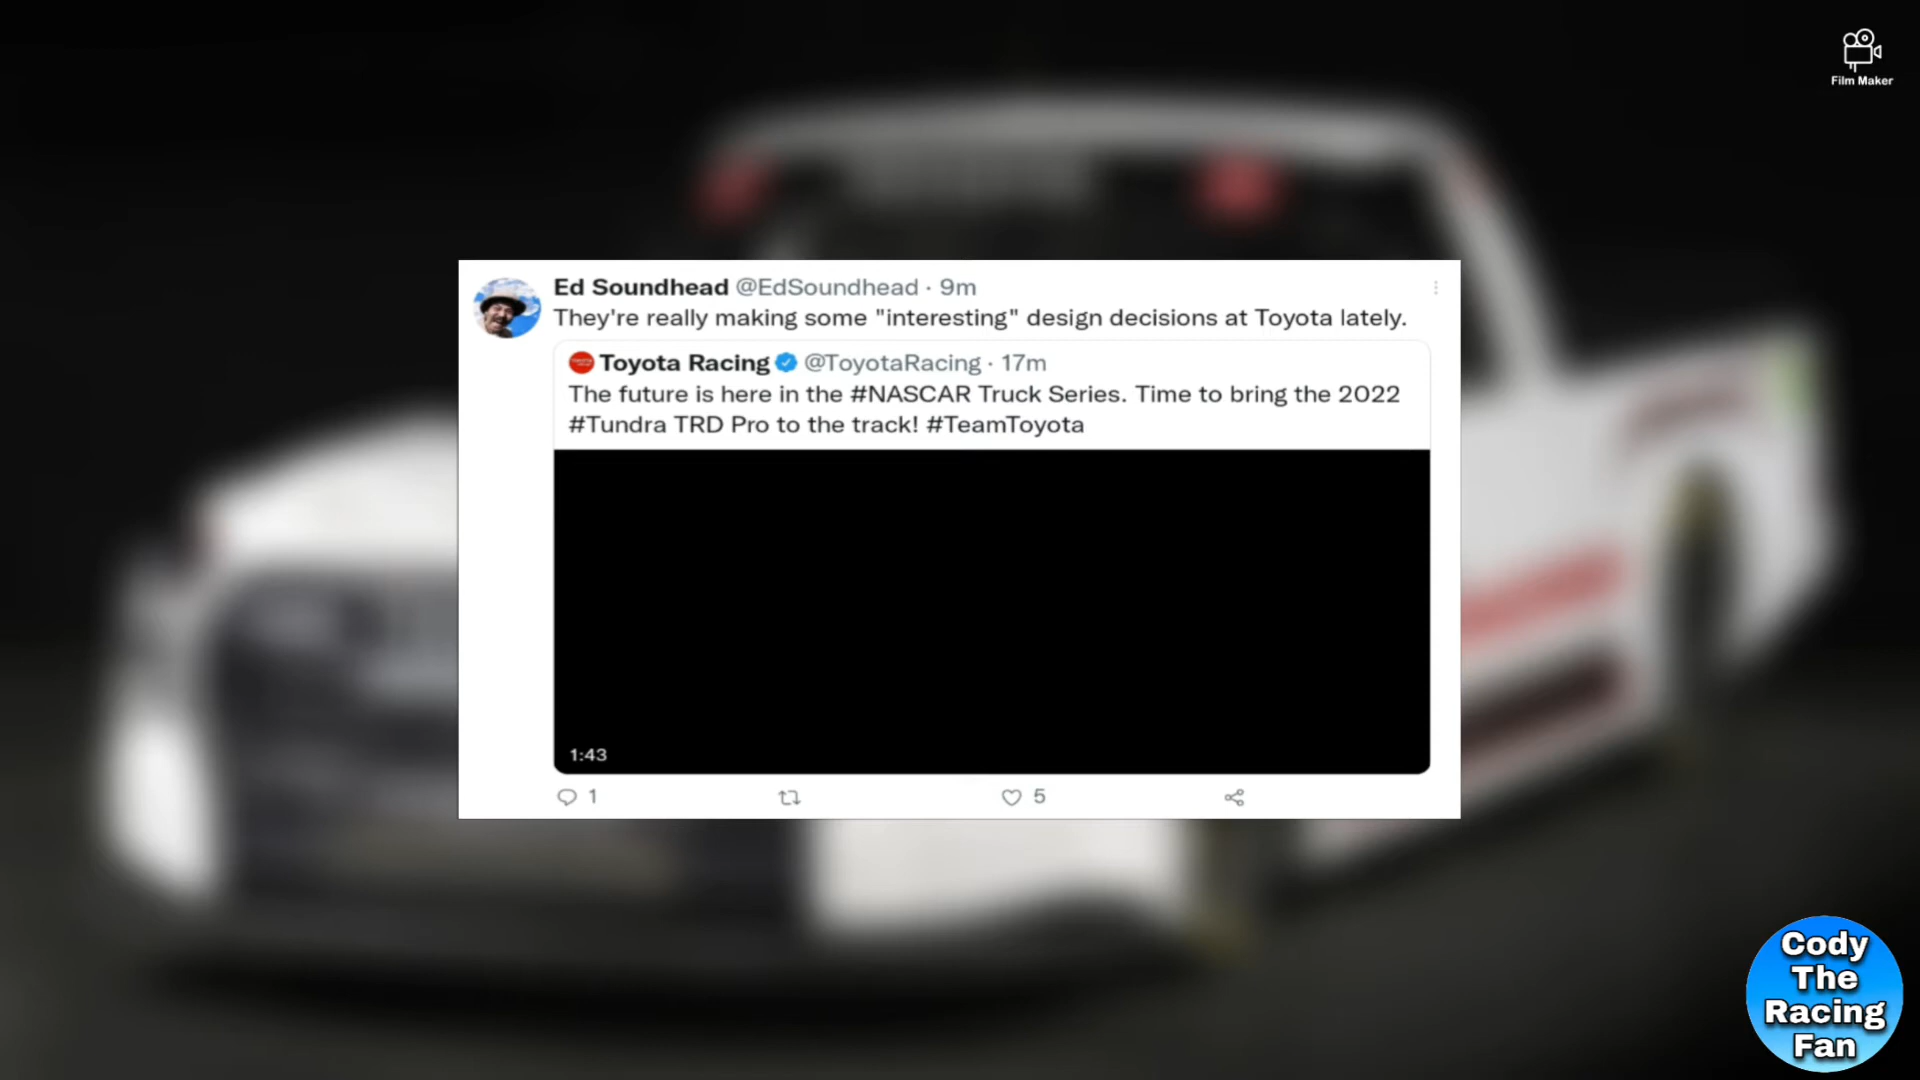 Film Maker
Ed Soundhead @EdSoundhead · 9m
They're really making some "interesting" design decisions at Toyota lately.
Toyota Racing @ToyotaRacing · 17m
The future is here in the #NASCAR Truck Series. Time to bring the 2022
#Tundra TRD Pro to the track! #TeamToyota
1:43
1
5
Cody
The
Racing
Fan